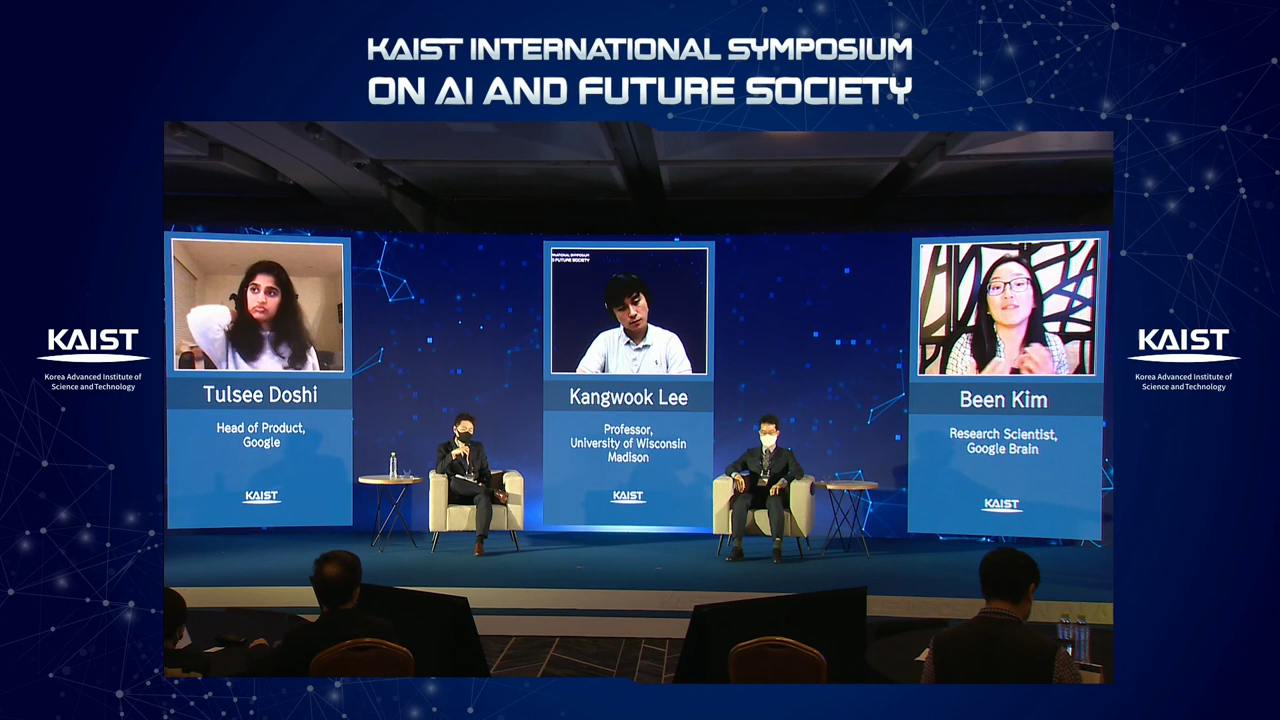 KAIST INTERNATIONAL SYMPOSIUM
ON AI AND FUTURE SOCIETY
KAIST
Korea Advanced Institute of
Science and Technology
Tulsee Doshi
Head of Product,
Google
KAIST
FUTURE SOCIETY
Kangwook Lee
Professor,
University of Wisconsin
Madison
KAIST
Been Kim
Research Scientist,
Google Brain
KAIST
KAIST
Korea Advanced Institute of
Science and Technology